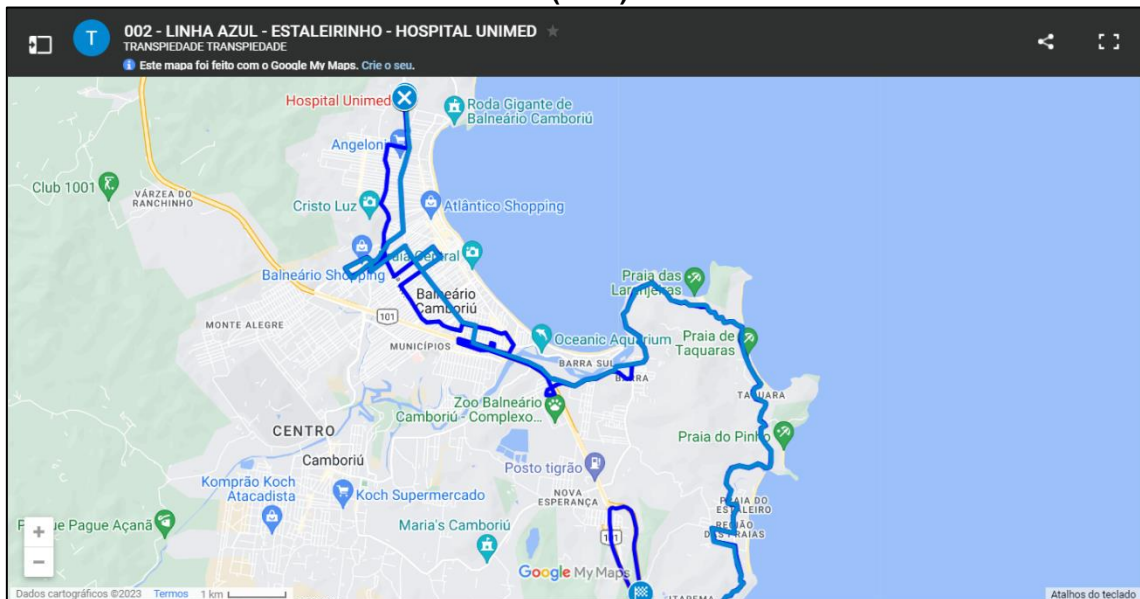 T
002 - LINHA AZUL - ESTALEIRINHO - HOSPITAL UNIMED
TRANSPIEDADE TRANSPIEDADE
Este mapa foi feito com o Google My Maps. Crie o seu.
Hospital Unimed
Roda Gigante de
Balneário Camboriú
Angeloni
Club 1001
VÁRZEA DO
RANCHINHO
Cristo Luz
Atlântico Shopping
Central
Balneário Shopping
Balneário
Camboriú
Praia das
Laranjeiras
101
MONTE ALEGRE
MUNICÍPIOS
Oceanic Aquarium
Praia de
Taquaras
BARRA SUL
BARRA
TAQUARA
Zoo Balneário
Camboriú - Complexo...
CENTRO
Camboriú
Praia do Pinho
Posto tigrão
Komprão Koch
Atacadista
Koch Supermercado
NOVA
ESPERANÇA
PRAIA DO
ESTALEIRO
REGIÃO
DAS PRAIAS
Pague Açanã
Maria's Camboriú
101
Google My Maps
ITAPEMA
+
−
Dados cartográficos ©2023 Termos 1 km
Atalhos do teclado